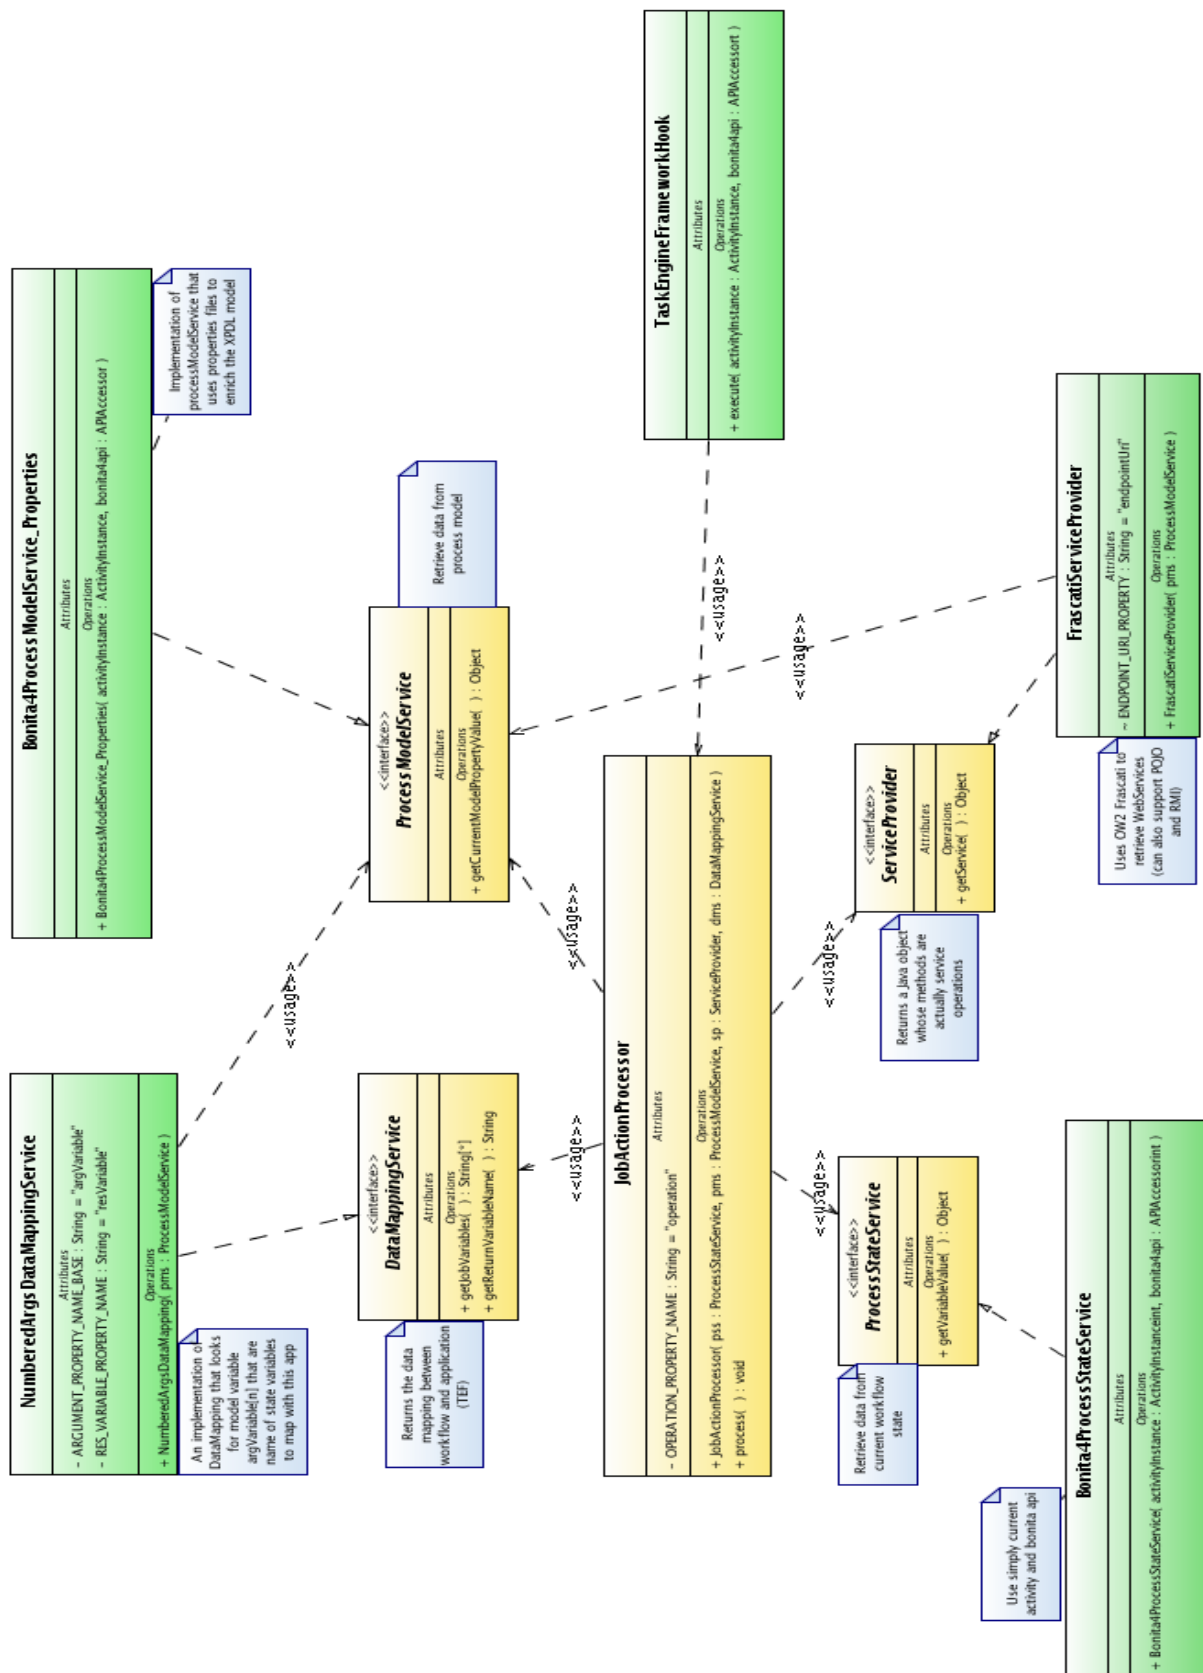 NumberedArgsDataMappingService
Attributes
- ARGUMENT_PROPERTY_NAME_BASE : String = "argVariable"
- RES_VARIABLE_PROPERTY_NAME : String = "resVariable"
Operations
+ NumberedArgsDataMapping( pms : ProcessModelService )
An implementation of
DataMapping that looks
for model variable
argVariable[n] that are
name of state variables
to map with this app
Bonita4ProcessModelService_Properties
Attributes
Operations
+ Bonita4ProcessModelService_Properties( activityInstance : ActivityInstance, bonita4api : APIAccessor )
Implementation of
processModelService that
uses properties files to
enrich the XPDL model
<<usage>>
<<interface>>
DataMappingService
Attributes
Operations
+ getJobVariables( ) : String[*]
+ getReturnVariableName( ) : String
Returns the data
mapping between
workflow and application
(TEF)
<<interface>>
ProcessModelService
Attributes
Operations
+ getCurrentModelPropertyValue( ) : Object
Retrieve data from
process model
<<usage>>
<<usage>>
JobActionProcessor
Attributes
- OPERATION_PROPERTY_NAME : String = "operation"
Operations
+ JobActionProcessor( pss : ProcessStateService, pms : ProcessModelService, sp : ServiceProvider, dms : DataMappingService )
+ process( ) : void
TaskEngineFrameworkHook
Attributes
Operations
+ execute( activityInstance : ActivityInstance, bonita4api : APIAccessort )
<<usage>>
<<usage>>
<<usage>>
<<usage>>
<<interface>>
ProcessStateService
Attributes
Operations
+ getVariableValue( ) : Object
Retrieve data from
current workflow
state
<<interface>>
ServiceProvider
Attributes
Operations
+ getService( ) : Object
Returns a Java object
whose methods are
actually service
operations
Use simply current
activity and bonita api
Bonita4ProcessStateService
Attributes
Operations
+ Bonita4ProcessStateService( activityInstance : ActivityInstanceint, bonita4api : APIAccessorint )
FrascatiServiceProvider
Attributes
~ ENDPOINT_URI_PROPERTY : String = "endpointUri"
Operations
+ FrascatiServiceProvider( pms : ProcessModelService )
Uses OW2 Frascati to
retrieve WebServices
(can also support POJO
and RMI)